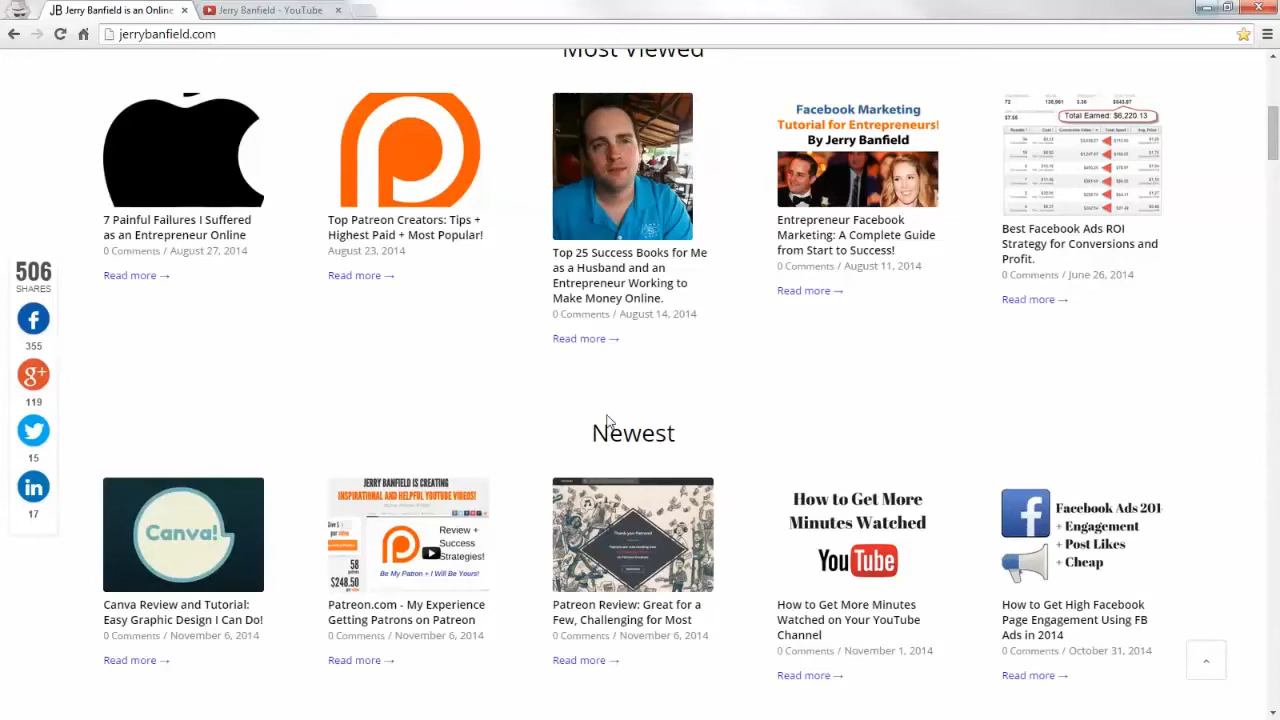 JB Jerry Banfield is an Online
Jerry Banfield - YouTube
jerrybanfield.com
Most Viewed
Facebook Marketing
Tutorial for Entrepreneurs!
By Jerry Banfield
Total Earned: $6,220.13
7 Painful Failures I Suffered
as an Entrepreneur Online
0 Comments / August 27, 2014
Read more →
Top Patreon Creators: Tips +
Highest Paid + Most Popular!
August 23, 2014
Read more →
Top 25 Success Books for Me
as a Husband and an
Entrepreneur Working to
Make Money Online.
0 Comments / August 14, 2014
Read more →
Entrepreneur Facebook
Marketing: A Complete Guide
from Start to Success!
0 Comments / August 11, 2014
Read more →
Best Facebook Ads ROI
Strategy for Conversions and
Profit.
0 Comments / June 26, 2014
Read more →
506
SHARES
355
119
15
17
Newest
Canva!
JERRY BANFIELD IS CREATING
INSPIRATIONAL AND HELPFUL YOUTUBE VIDEOS!
Review +
Success
Strategies!
58
$248.50
Be My Patron + I Will Be Yours!
Thank you Patrons!
How to Get More
Minutes Watched
YouTube
Facebook Ads 201
+ Engagement
+ Post Likes
+ Cheap
Canva Review and Tutorial:
Easy Graphic Design I Can Do!
0 Comments / November 6, 2014
Read more →
Patreon.com - My Experience
Getting Patrons on Patreon
0 Comments / November 6, 2014
Read more →
Patreon Review: Great for a
Few, Challenging for Most
0 Comments / November 6, 2014
Read more →
How to Get More Minutes
Watched on Your YouTube
Channel
0 Comments / November 1, 2014
Read more →
How to Get High Facebook
Page Engagement Using FB
Ads in 2014
0 Comments / October 31, 2014
Read more →